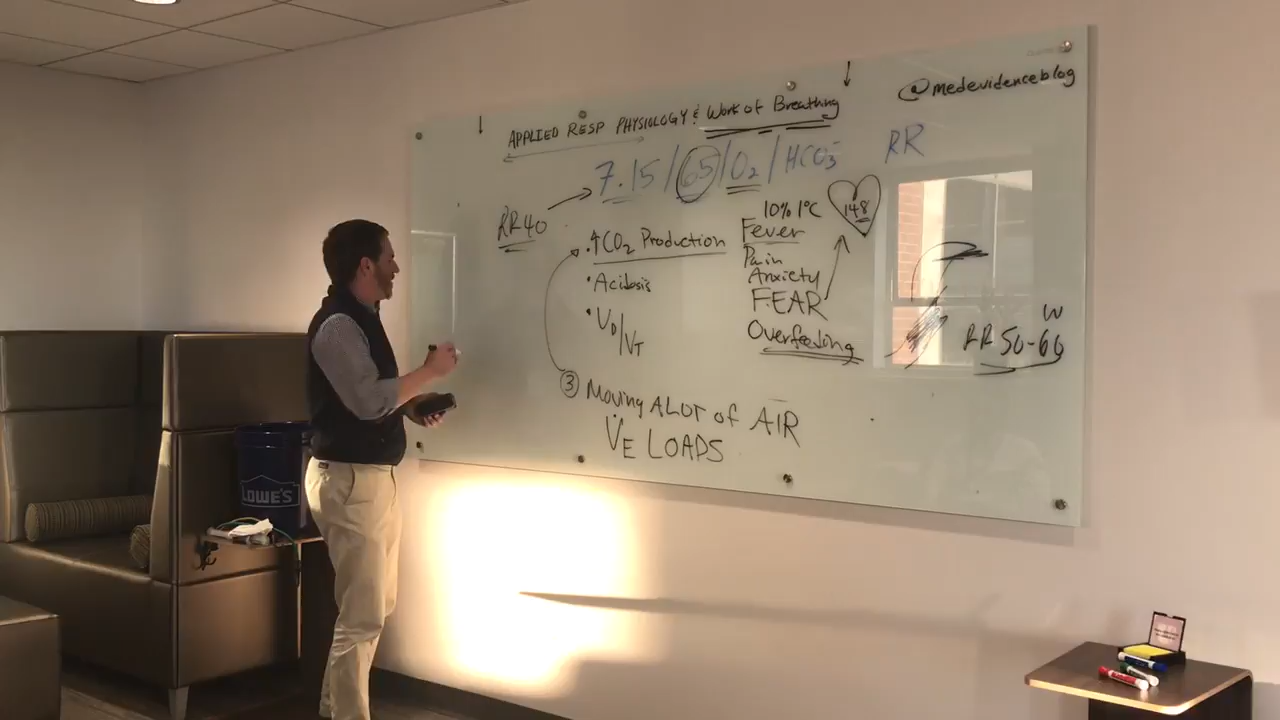 @medevidenceblog
APPLIED RESP PHYSIOLOGY & Work of Breathing
7.15/65/O₂/HCO₃⁻
RR
RR 40
↑CO₂ Production
• Acidosis
• VD/VT
10% 1°C
Fever
Pain
Anxiety
FEAR
Overfeeding
148
W
RR 50-60
③ Moving A LOT of AIR
V̇E LOADS
LOWE'S